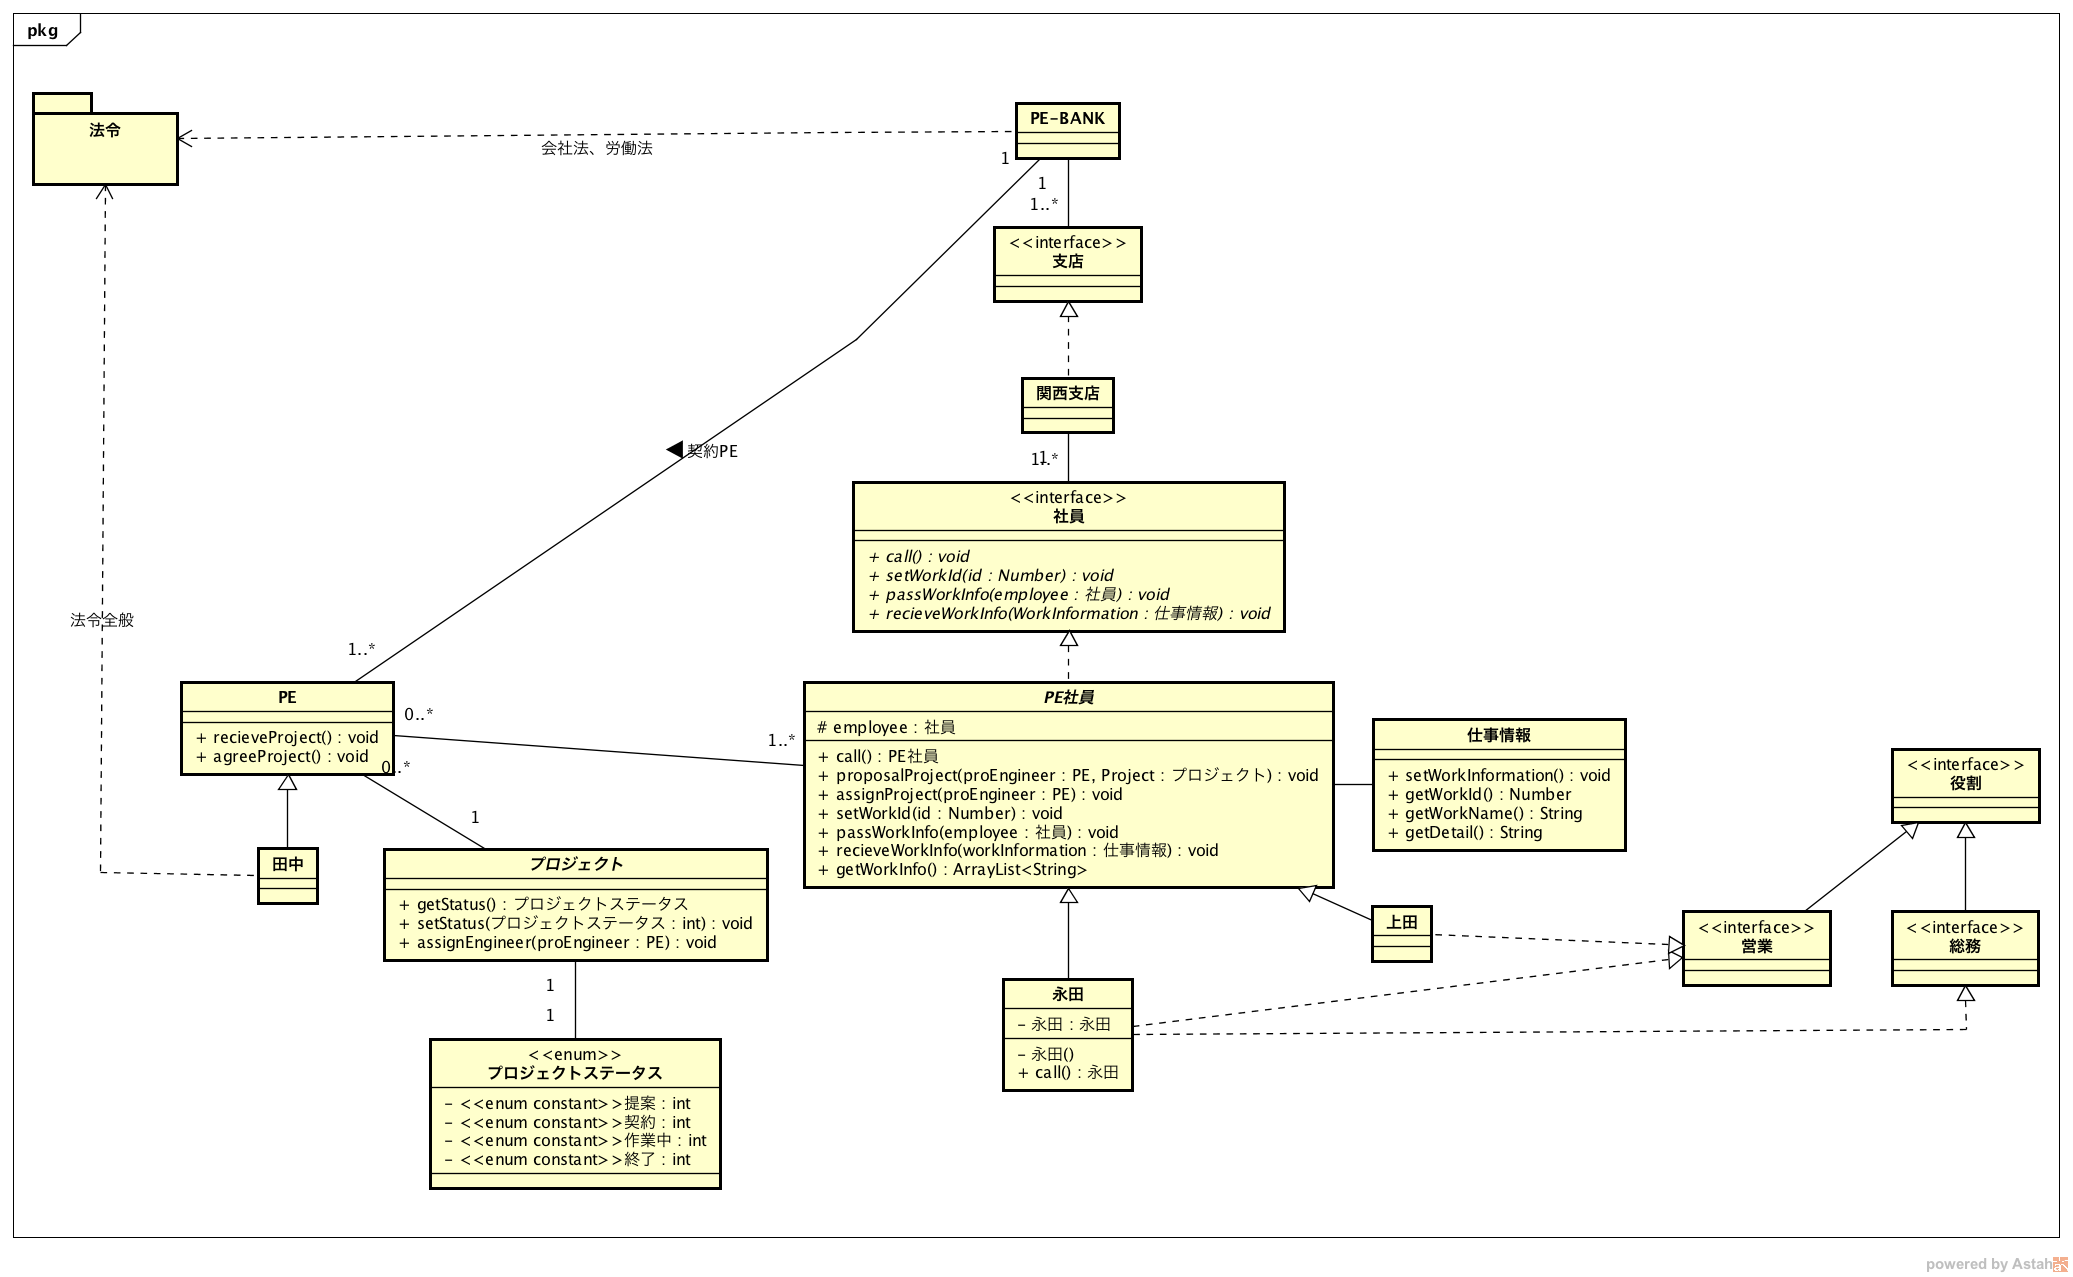 pkg
法令
PE-BANK
会社法、労働法
1
1
1..*
<<interface>>
支店
関西支店
契約PE
1
1..*
<<interface>>
社員
+ call() : void
+ setWorkId(id : Number) : void
+ passWorkInfo(employee : 社員) : void
+ recieveWorkInfo(WorkInformation : 仕事情報) : void
法令全般
1..*
PE
+ recieveProject() : void
+ agreeProject() : void
0..*
1..*
0..*
1
PE社員
# employee : 社員
+ call() : PE社員
+ proposalProject(proEngineer : PE, Project : プロジェクト) : void
+ assignProject(proEngineer : PE) : void
+ setWorkId(id : Number) : void
+ passWorkInfo(employee : 社員) : void
+ recieveWorkInfo(workInformation : 仕事情報) : void
+ getWorkInfo() : ArrayList<String>
仕事情報
+ setWorkInformation() : void
+ getWorkId() : Number
+ getWorkName() : String
+ getDetail() : String
<<interface>>
役割
田中
プロジェクト
+ getStatus() : プロジェクトステータス
+ setStatus(プロジェクトステータス : int) : void
+ assignEngineer(proEngineer : PE) : void
上田
<<interface>>
営業
<<interface>>
総務
1
1
永田
- 永田 : 永田
- 永田()
+ call() : 永田
<<enum>>
プロジェクトステータス
- <<enum constant>>提案 : int
- <<enum constant>>契約 : int
- <<enum constant>>作業中 : int
- <<enum constant>>終了 : int
powered by Astah